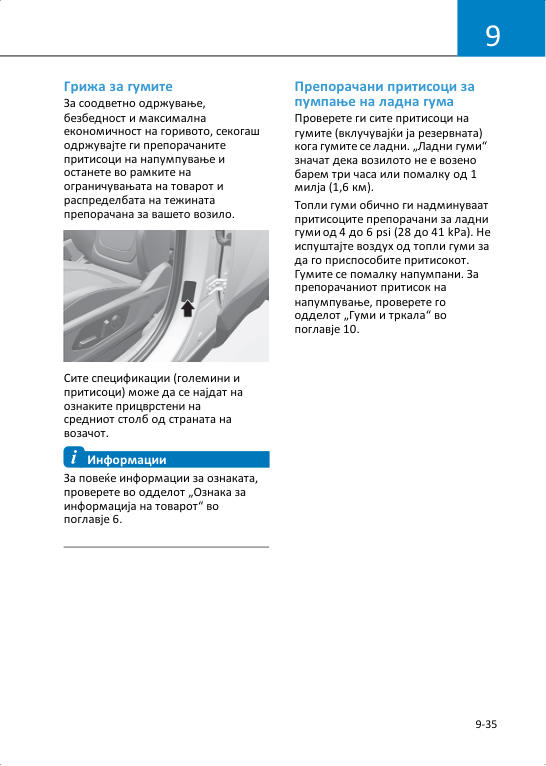 9
Грижа за гумите
За соодветно одржување,
безбедност и максимална
економичност на горивото, секогаш
одржувајте ги препорачаните
притисоци на напумпување и
останете во рамките на
ограничувањата на товарот и
распределбата на тежината
препорачана за вашето возило.
Сите спецификации (големини и
притисоци) може да се најдат на
ознаките прицврстени на
средниот столб од страната на
возачот.
i Информации
За повеќе информации за ознаката,
проверете во одделот „Ознака за
информација на товарот“ во
поглавје 6.
Препорачани притисоци за
пумпање на ладна гума
Проверете ги сите притисоци на
гумите (вклучувајќи ја резервната)
кога гумите се ладни. „Ладни гуми“
значат дека возилото не е возено
барем три часа или помалку од 1
милја (1,6 км).
Топли гуми обично ги надминуваат
притисоците препорачани за ладни
гуми од 4 до 6 psi (28 до 41 kPa). Не
испуштајте воздух од топли гуми за
да го приспособите притисокот.
Гумите се помалку напумпани. За
препорачаниот притисок на
напумпување, проверете го
одделот „Гуми и тркала“ во
поглавје 10.
9-35